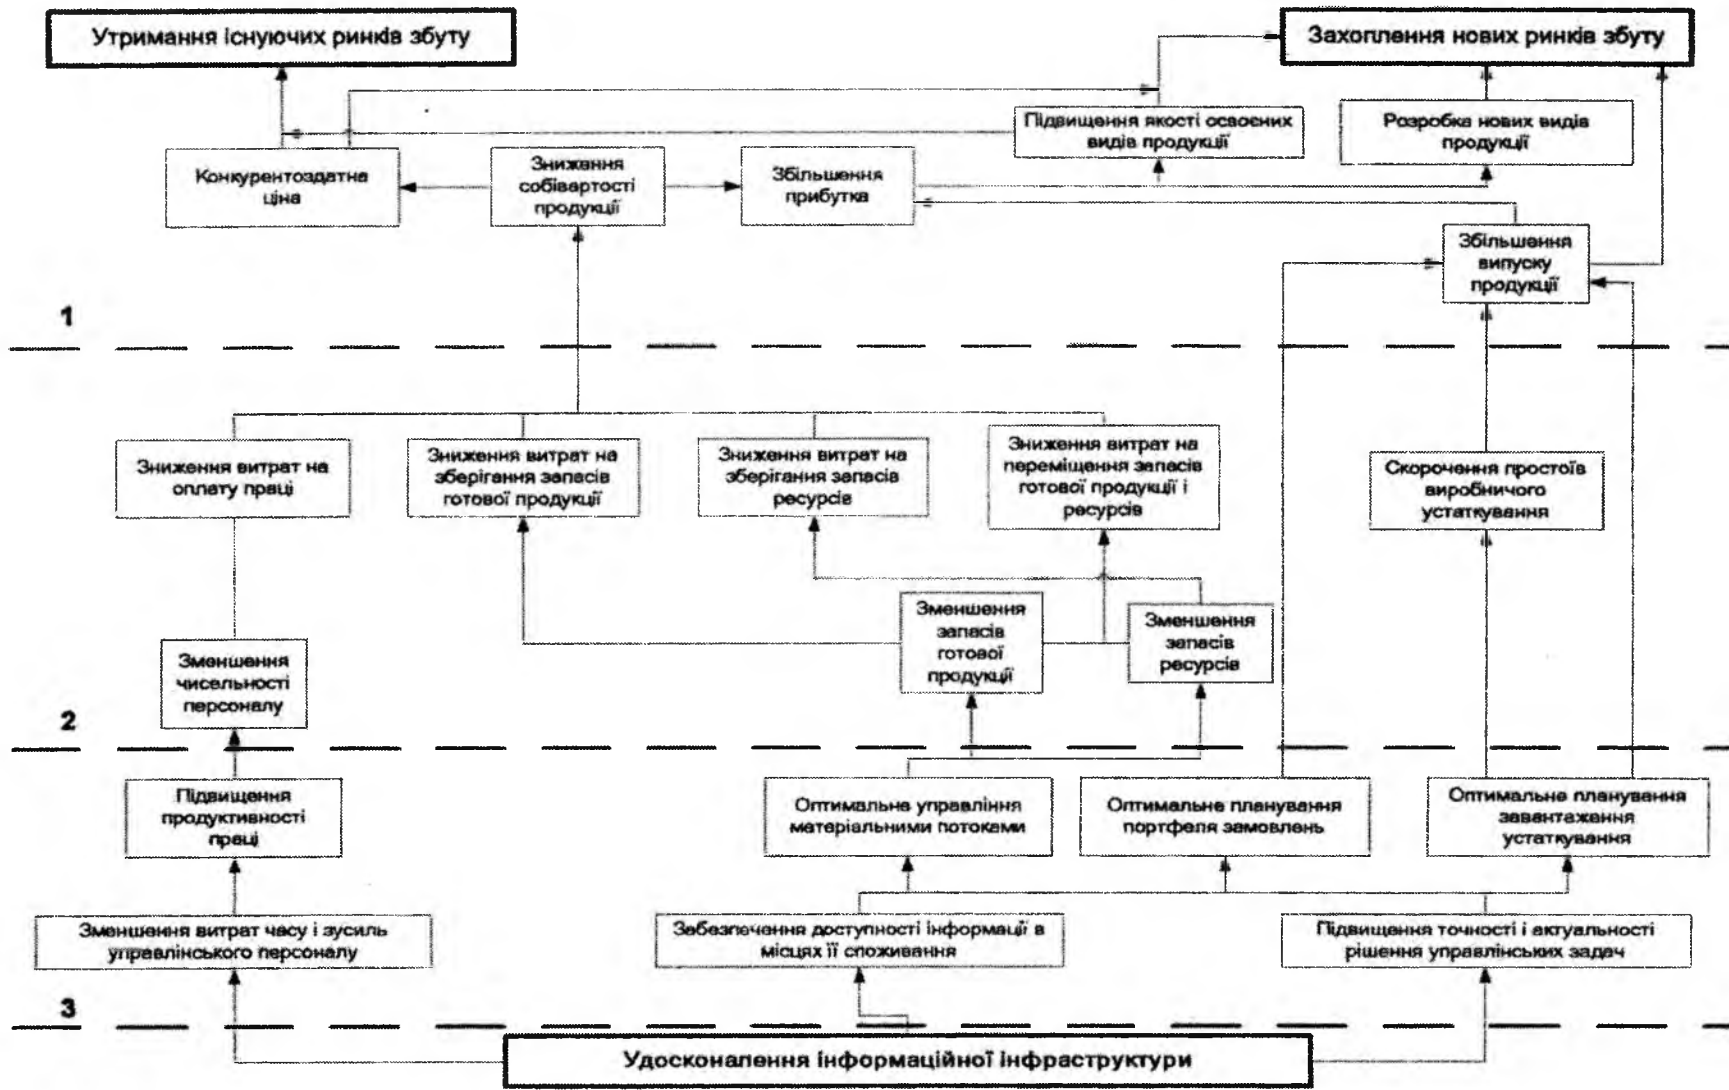 Утримання існуючих ринків збуту
Захоплення нових ринків збуту
Підвищення якості освоєних
видів продукції
Розробка нових видів
продукції
Конкурентоздатна
ціна
Зниження
собівартості
продукції
Збільшення
прибутка
Збільшення
випуску
продукції
1
Зниження витрат на
оплату праці
Зниження витрат на
зберігання запасів
готової продукції
Зниження витрат на
зберігання запасів
ресурсів
Зниження витрат на
переміщення запасів
готової продукції і
ресурсів
Скорочення простоїв
виробничого
устаткування
Зменшення
запасів
готової
продукції
Зменшення
запасів
ресурсів
Зменшення
чисельності
персоналу
2
Підвищення
продуктивності
праці
Оптимальне управління
матеріальними потоками
Оптимальне планування
портфеля замовлень
Оптимальне планування
завантаження
устаткування
Зменшення витрат часу і зусиль
управлінського персоналу
Забезпечення доступності інформації в
місцях її споживання
Підвищення точності і актуальності
рішення управлінських задач
3
Удосконалення інформаційної інфраструктури